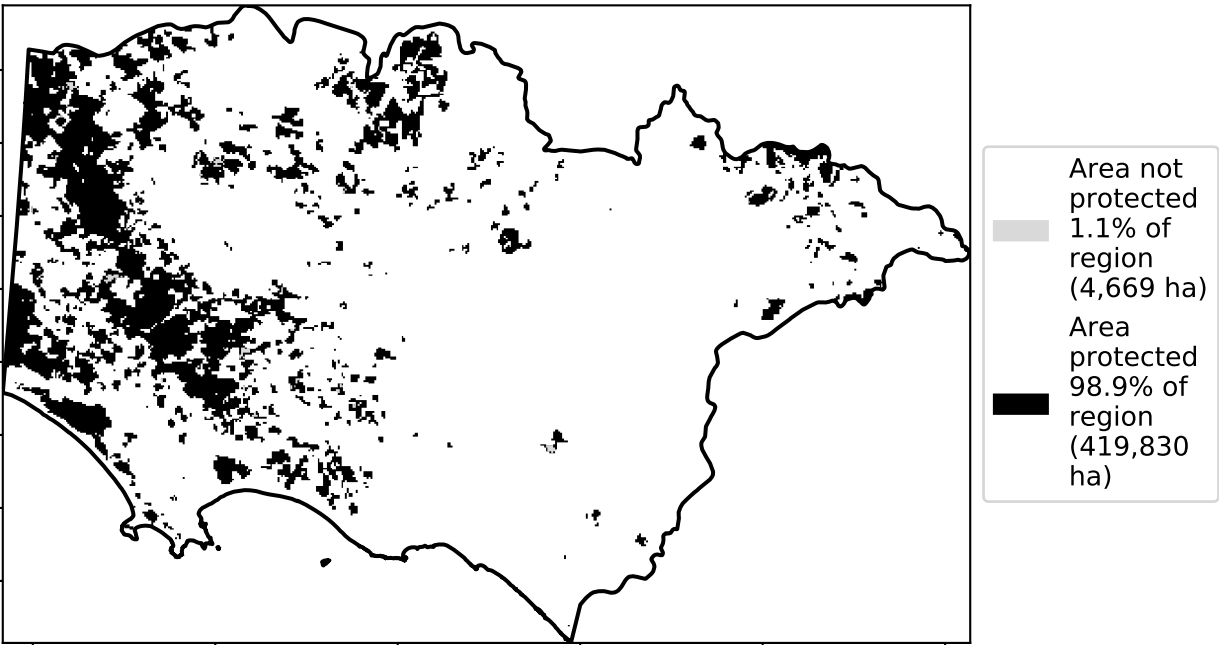 Area not
protected
1.1% of
region
(4,669 ha)
Area
protected
98.9% of
region
(419,830
ha)